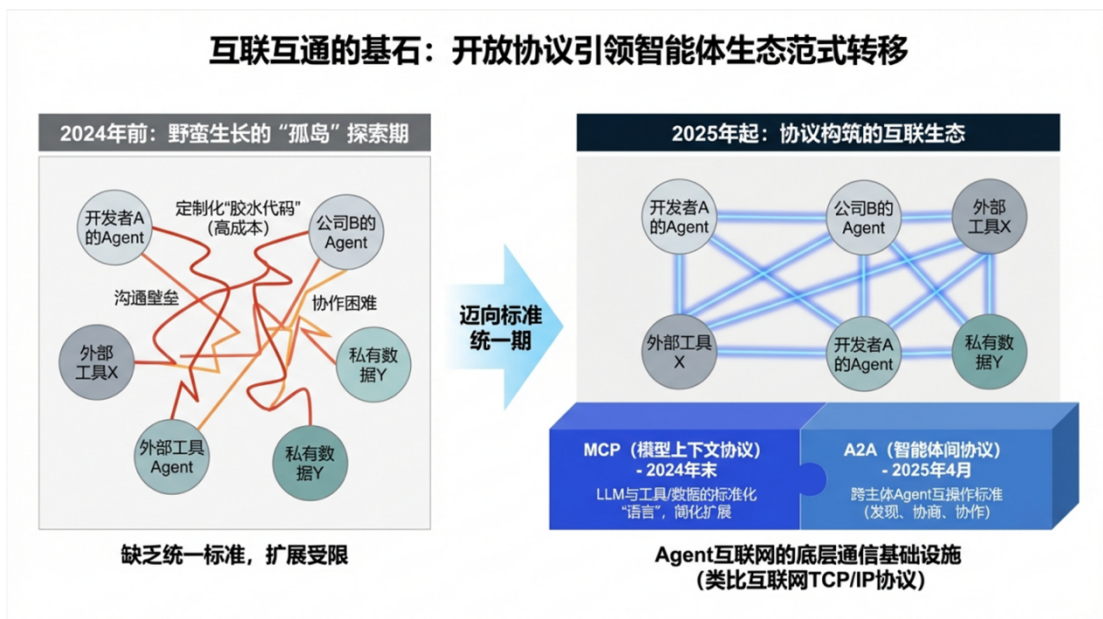 互联互通的基石：开放协议引领智能体生态范式转移
2024年前：野蛮生长的“孤岛”探索期
开发者A
的Agent
定制化“胶水代码”
（高成本）
公司B的
Agent
沟通壁垒
协作困难
外部
工具X
私有数
据Y
外部工具
Agent
私有数
据Y
缺乏统一标准，扩展受限
迈向标准
统一期
2025年起：协议构筑的互联生态
开发者A
的Agent
公司B的
Agent
外部
工具X
外部工具
X
开发者A
的Agent
私有数
据Y
MCP（模型上下文协议）
- 2024年末
LLM与工具/数据的标准化
“语言”，简化扩展
A2A（智能体间协议）
- 2025年4月
跨主体Agent互操作标准
（发现、协商、协作）
Agent互联网的底层通信基础设施
（类比互联网TCP/IP协议）